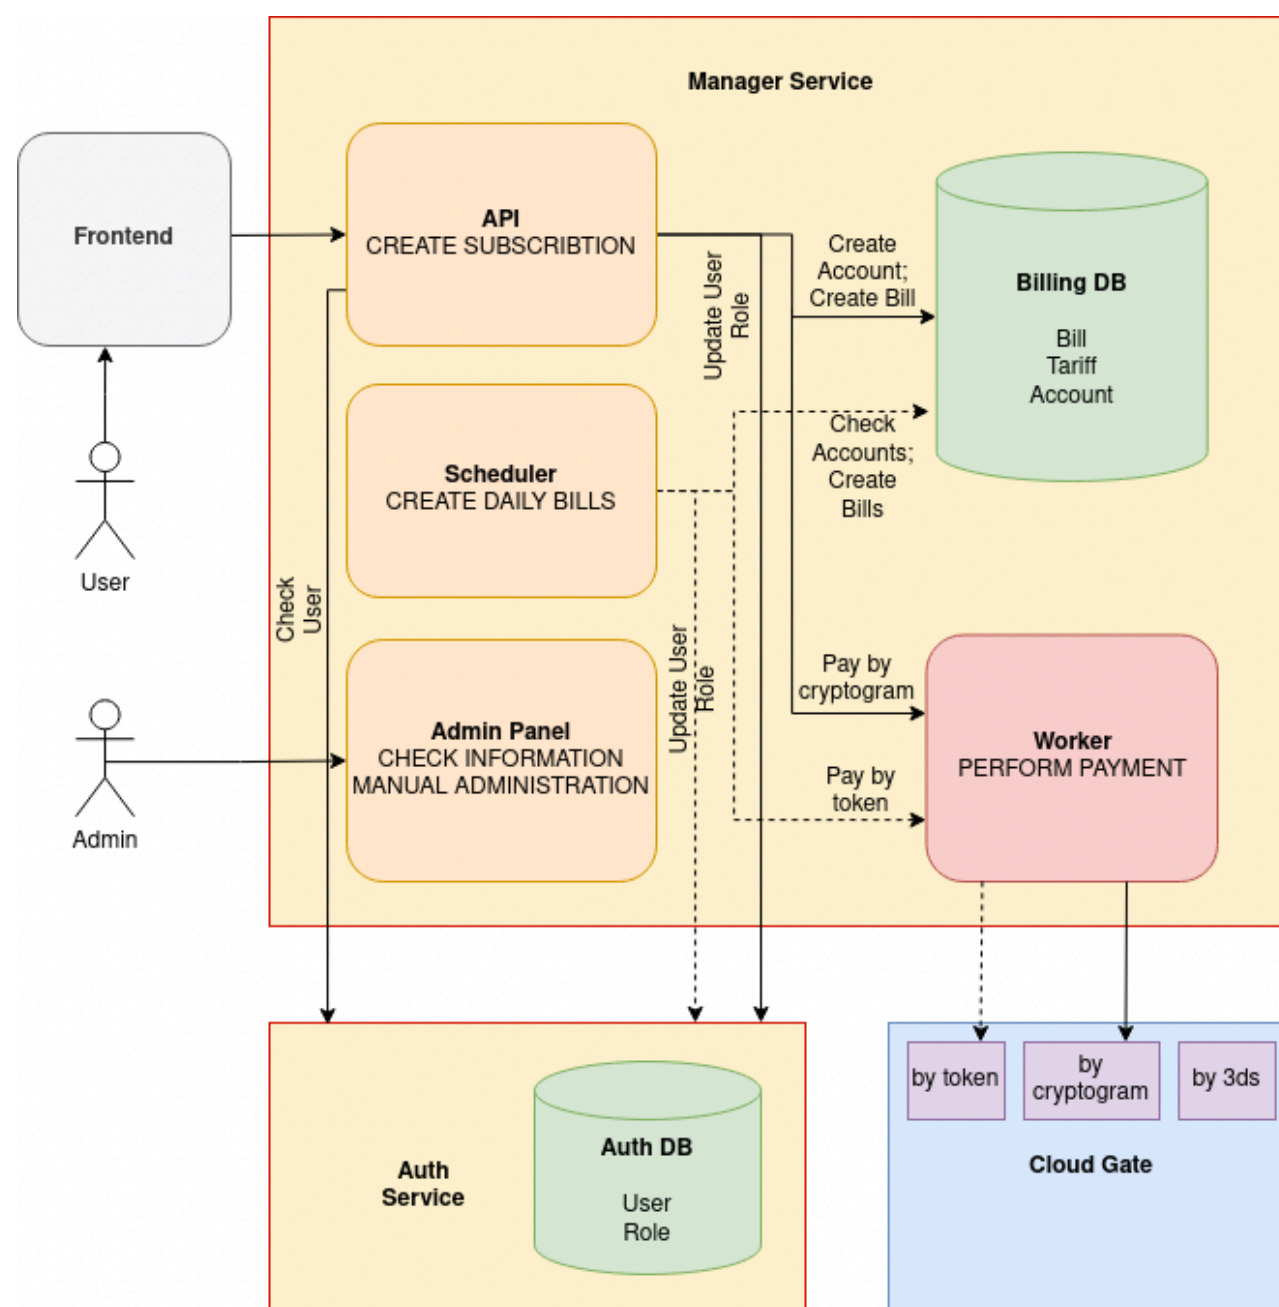 Manager Service
Frontend
API
CREATE SUBSCRIBTION
Update User
Role
Create
Account;
Create Bill
Billing DB
Bill
Tariff
Account
Scheduler
CREATE DAILY BILLS
Check
Accounts;
Create
Bills
User
Check
User
Update User
Role
Pay by
cryptogram
Admin Panel
CHECK INFORMATION
MANUAL ADMINISTRATION
Worker
PERFORM PAYMENT
Pay by
token
Admin
by token
by
cryptogram
by 3ds
Auth
Service
Auth DB
User
Role
Cloud Gate